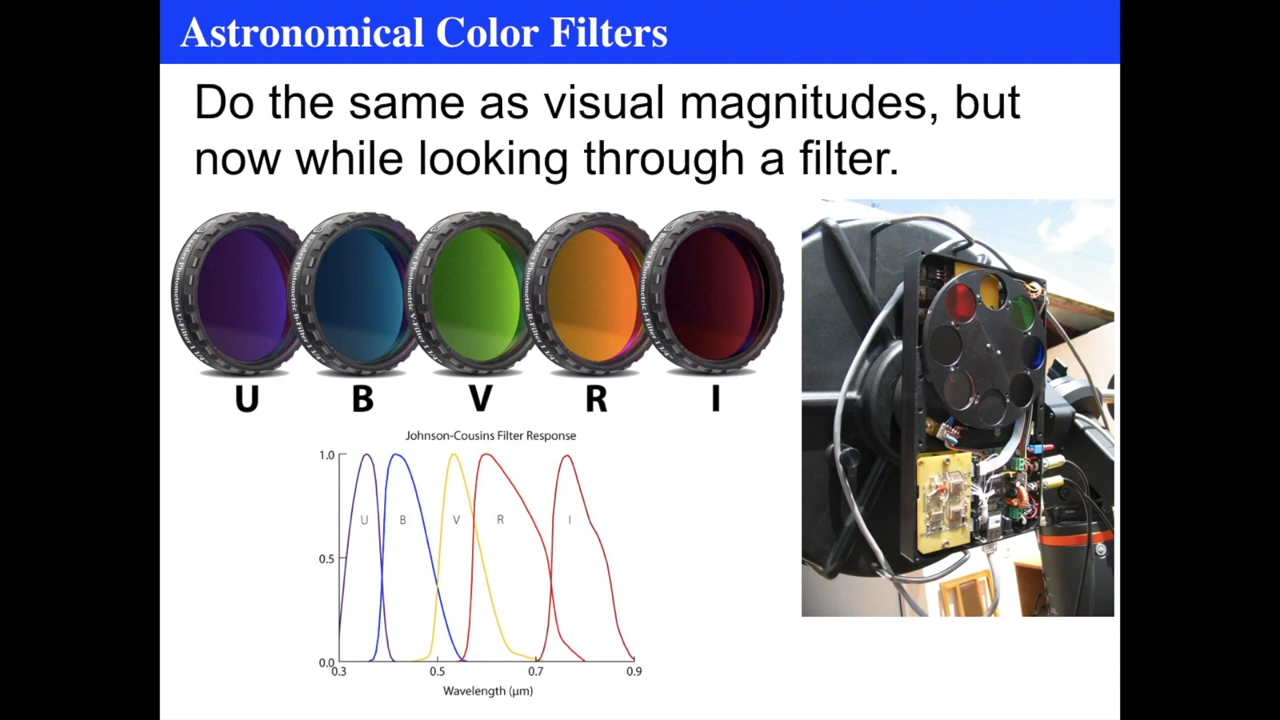 Astronomical Color Filters
Do the same as visual magnitudes, but
now while looking through a filter.
U B V R I
Johnson-Cousins Filter Response
1.0
U B V R I
0.5
0.0
0.3 0.5 0.7 0.9
Wavelength (μm)